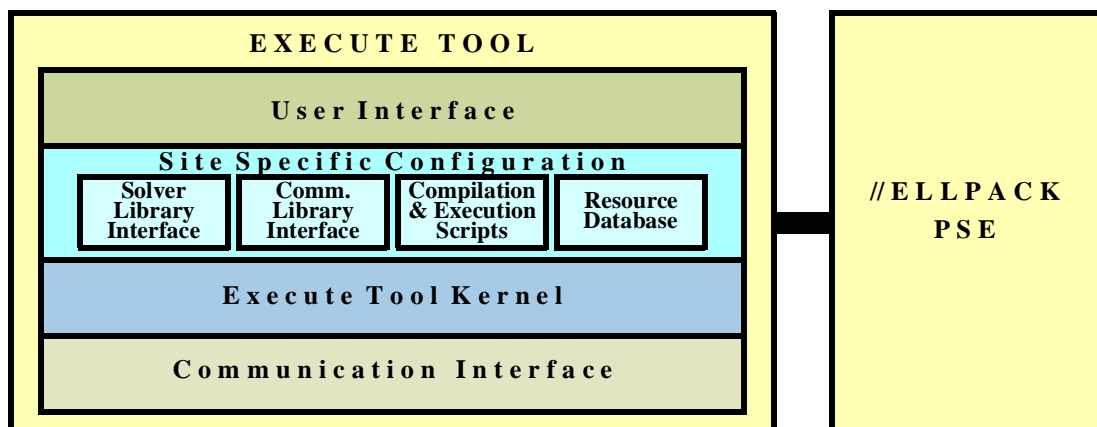 EXECUTE TOOL
User Interface
Site Specific Configuration
Solver
Library
Interface
Comm.
Library
Interface
Compilation
& Execution
Scripts
Resource
Database
Execute Tool Kernel
Communication Interface
//ELLPACK
PSE